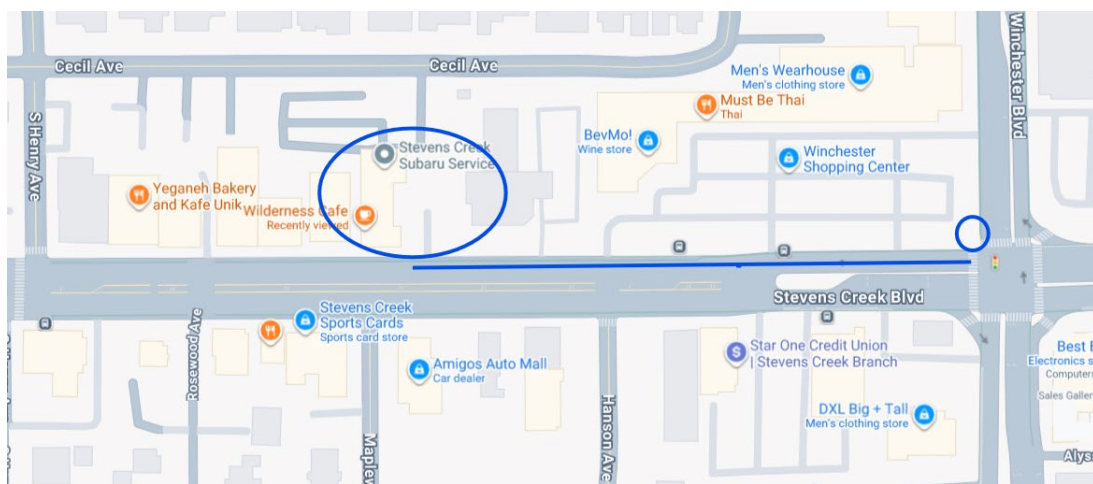 Cecil Ave
Cecil Ave
Winchester Blvd
S Henry Ave
Men's Wearhouse
Men's clothing store
Must Be Thai
Thai
BevMo!
Wine store
Stevens Creek
Subaru Service
Winchester
Shopping Center
Yeganeh Bakery
and Kafe Unik
Wilderness Cafe
Recently viewed
Stevens Creek Blvd
Stevens Creek
Sports Cards
Sports card store
Rosewood Ave
Amigos Auto Mall
Car dealer
Star One Credit Union
| Stevens Creek Branch
Best
Electronics s
Computers
Sales Galler
DXL Big + Tall
Men's clothing store
Hanson Ave
Maplew
Alyss